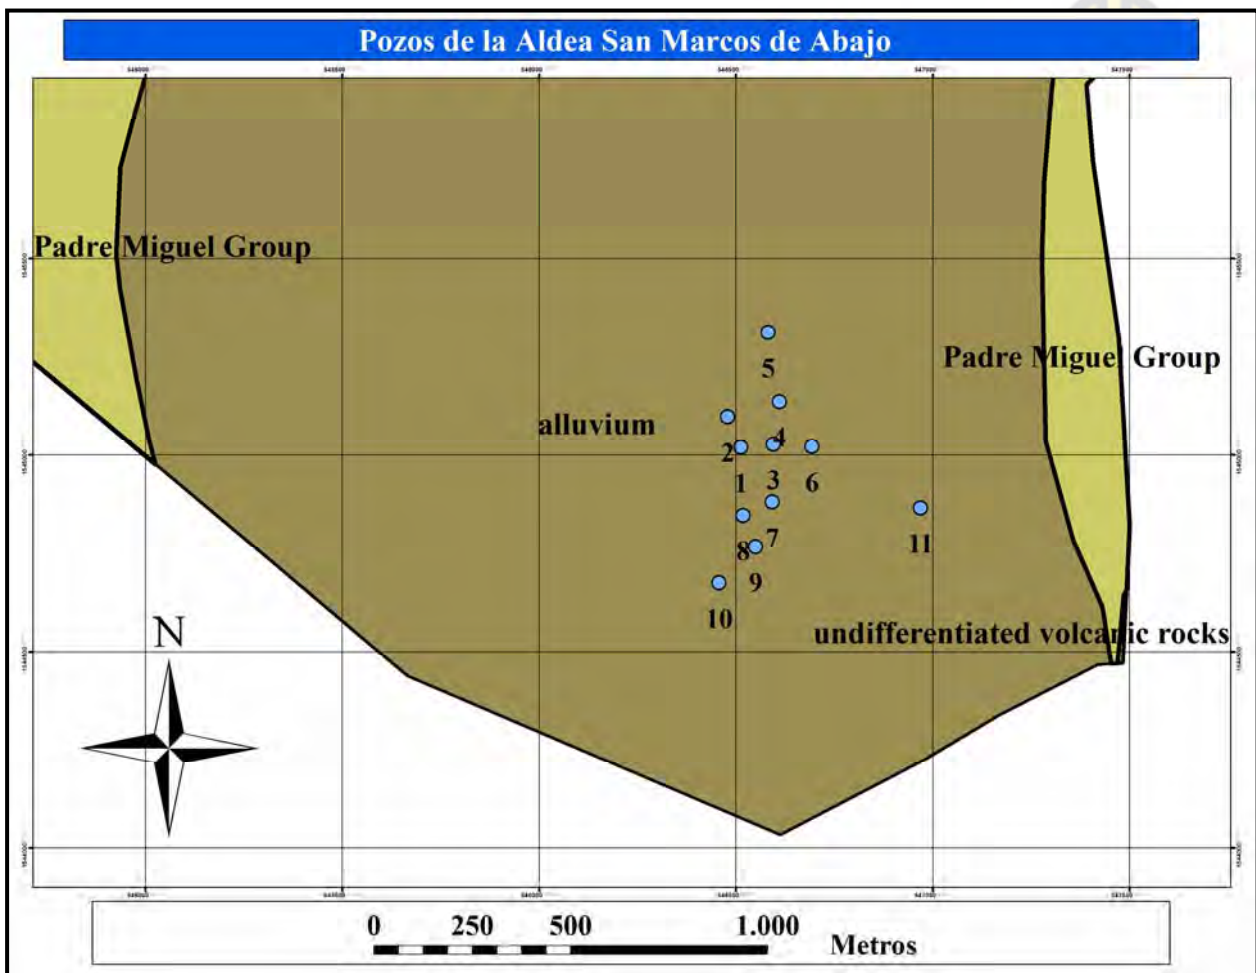 Pozos de la Aldea San Marcos de Abajo
Padre Miguel Group
5
Padre Miguel Group
alluvium
4
2
1
3
6
7
11
8
9
10
undifferentiated volcanic rocks
N
0 250 500 1.000
Metros